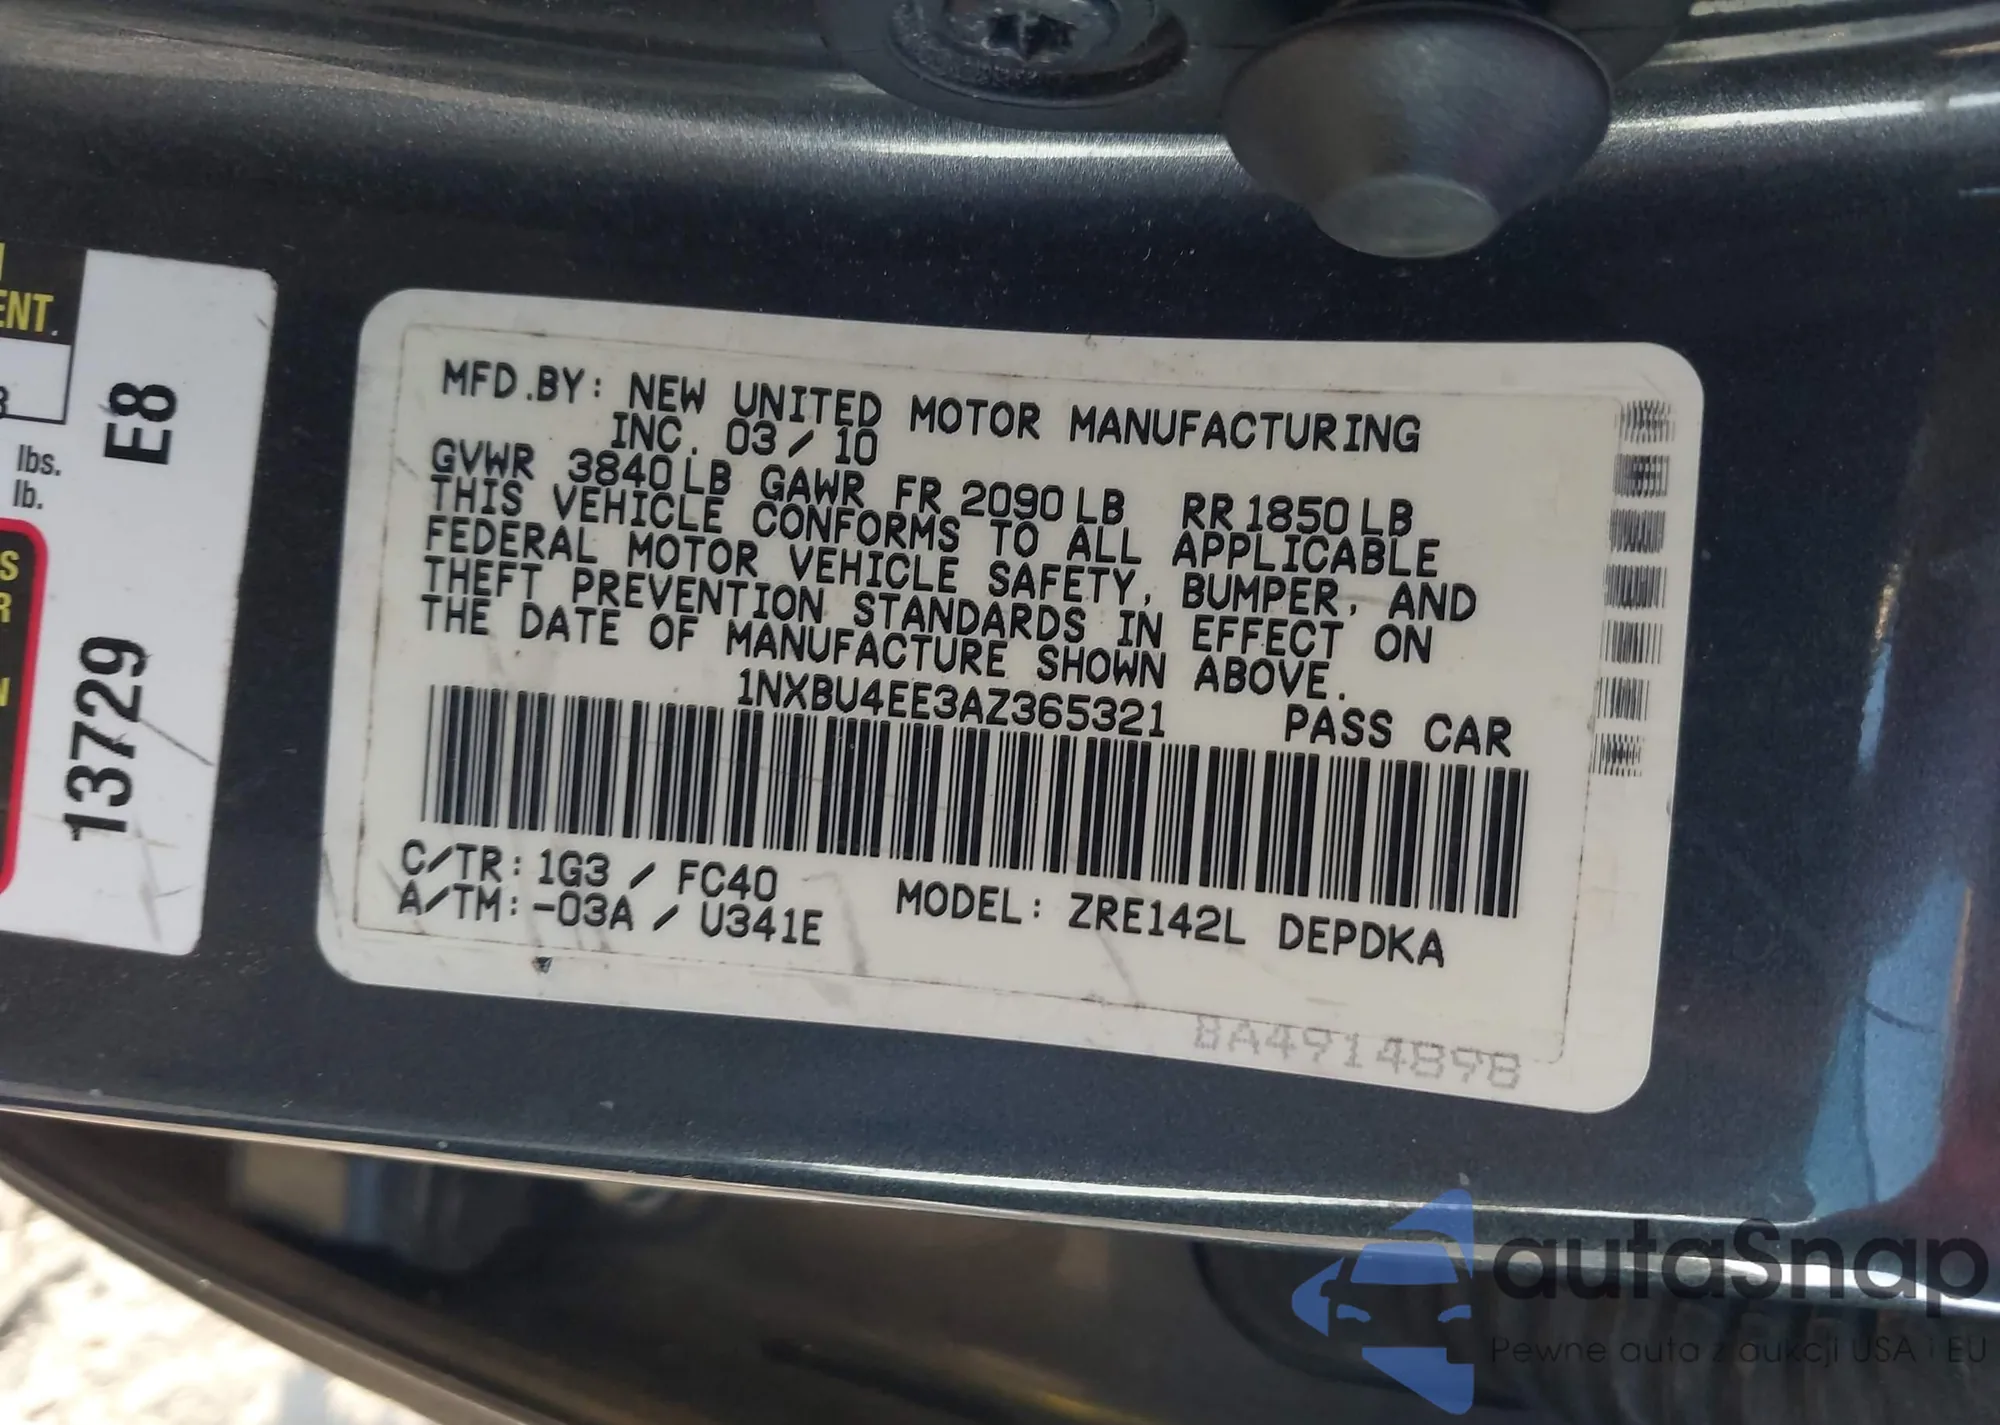 ENT.
lbs.
lb.
S
R
N
E8
13729
MFD.BY: NEW UNITED MOTOR MANUFACTURING
INC. 03/10
GVWR 3840LB GAWR FR 2090LB RR1850LB
THIS VEHICLE CONFORMS TO ALL APPLICABLE
FEDERAL MOTOR VEHICLE SAFETY, BUMPER, AND
THEFT PREVENTION STANDARDS IN EFFECT ON
THE DATE OF MANUFACTURE SHOWN ABOVE.
1NXBU4EE3AZ365321 PASS CAR
C/TR: 1G3 / FC40
A/TM: -03A / U341E
MODEL: ZRE142L DEPDKA
BA4914898
autaSnap
Pewne auta z aukcji USA i EU